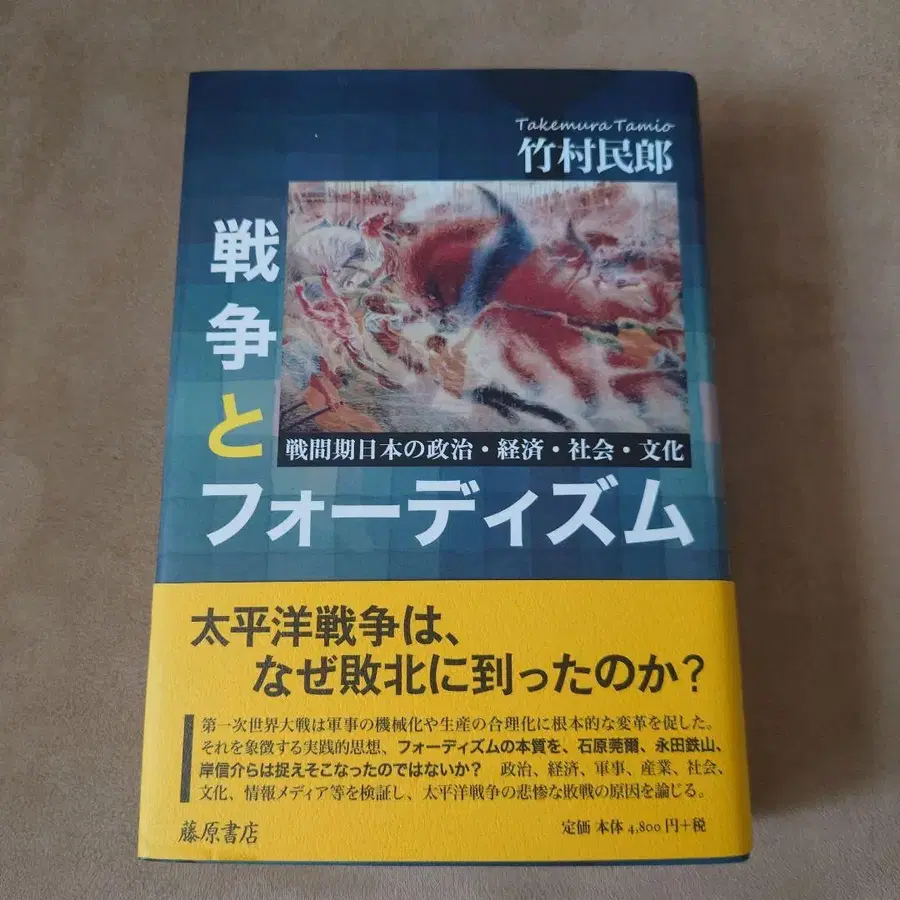 Takemura Tamio
竹村民郎
戦争と
フォーディズム
戦間期日本の政治・経済・社会・文化
太平洋戦争は、
なぜ敗北に到ったのか?
第一次世界大戦は軍事の機械化や生産の合理化に根本的な変革を促した。
それを象徴する実践的思想、フォーディズムの本質を、石原莞爾、永田鉄山、
岸信介らは捉えそこなったのではないか? 政治、経済、軍事、産業、社会、
文化、情報メディア等を検証し、太平洋戦争の悲惨な敗戦の原因を論じる。
藤原書店
定価 本体 4,800 円+税